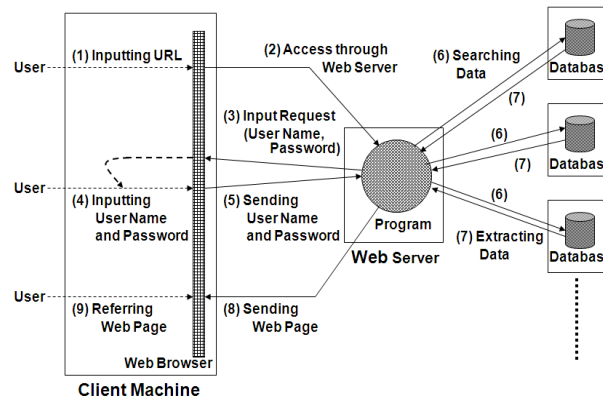 User
(1) Inputting URL
(2) Access through
Web Server
(3) Input Request
(User Name,
Password)
User
(4) Inputting
User Name
and Password
(5) Sending
User Name
and Password
Program
Web Server
(6) Searching
Data
(7)
Databas
(6)
(7)
Databas
(6)
(7) Extracting
Data
Databas
User
(9) Referring
Web Page
(8) Sending
Web Page
Web Browser
Client Machine